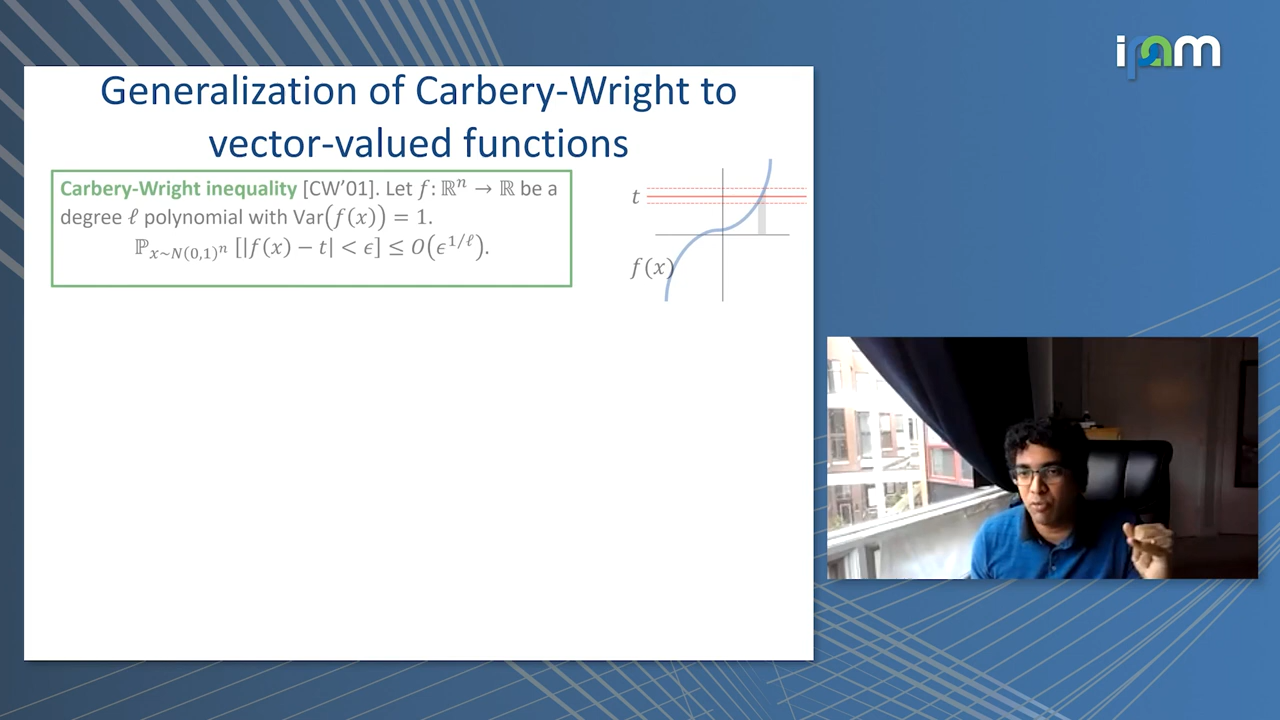 ipam
Generalization of Carbery-Wright to
vector-valued functions
Carbery-Wright inequality [CW'01]. Let f: ℝⁿ → ℝ be a
degree ℓ polynomial with Var(f(x)) = 1.
ℙ_{x~N(0,1)ⁿ} [|f(x) − t| < ϵ] ≤ O(ϵ^{1/ℓ}).
t
f(x)